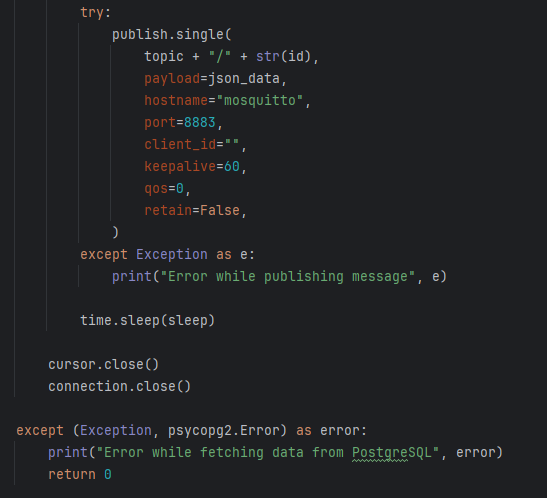 try:
publish.single(
topic + "/" + str(id),
payload=json_data,
hostname="mosquitto",
port=8883,
client_id="",
keepalive=60,
qos=0,
retain=False,
)
except Exception as e:
print("Error while publishing message", e)
time.sleep(sleep)
cursor.close()
connection.close()
except (Exception, psycopg2.Error) as error:
print("Error while fetching data from PostgreSQL", error)
return 0